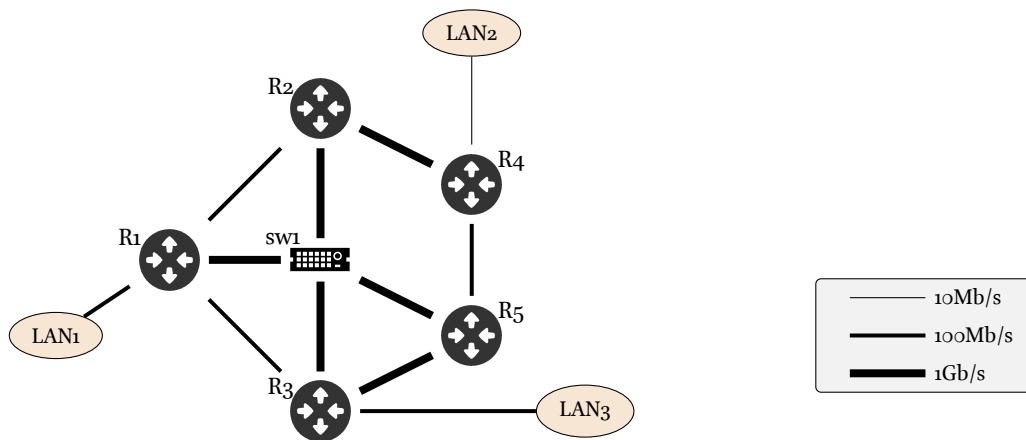 LAN2
R2
R4
R1
sw1
R5
LAN1
R3
LAN3
10Mb/s
100Mb/s
1Gb/s